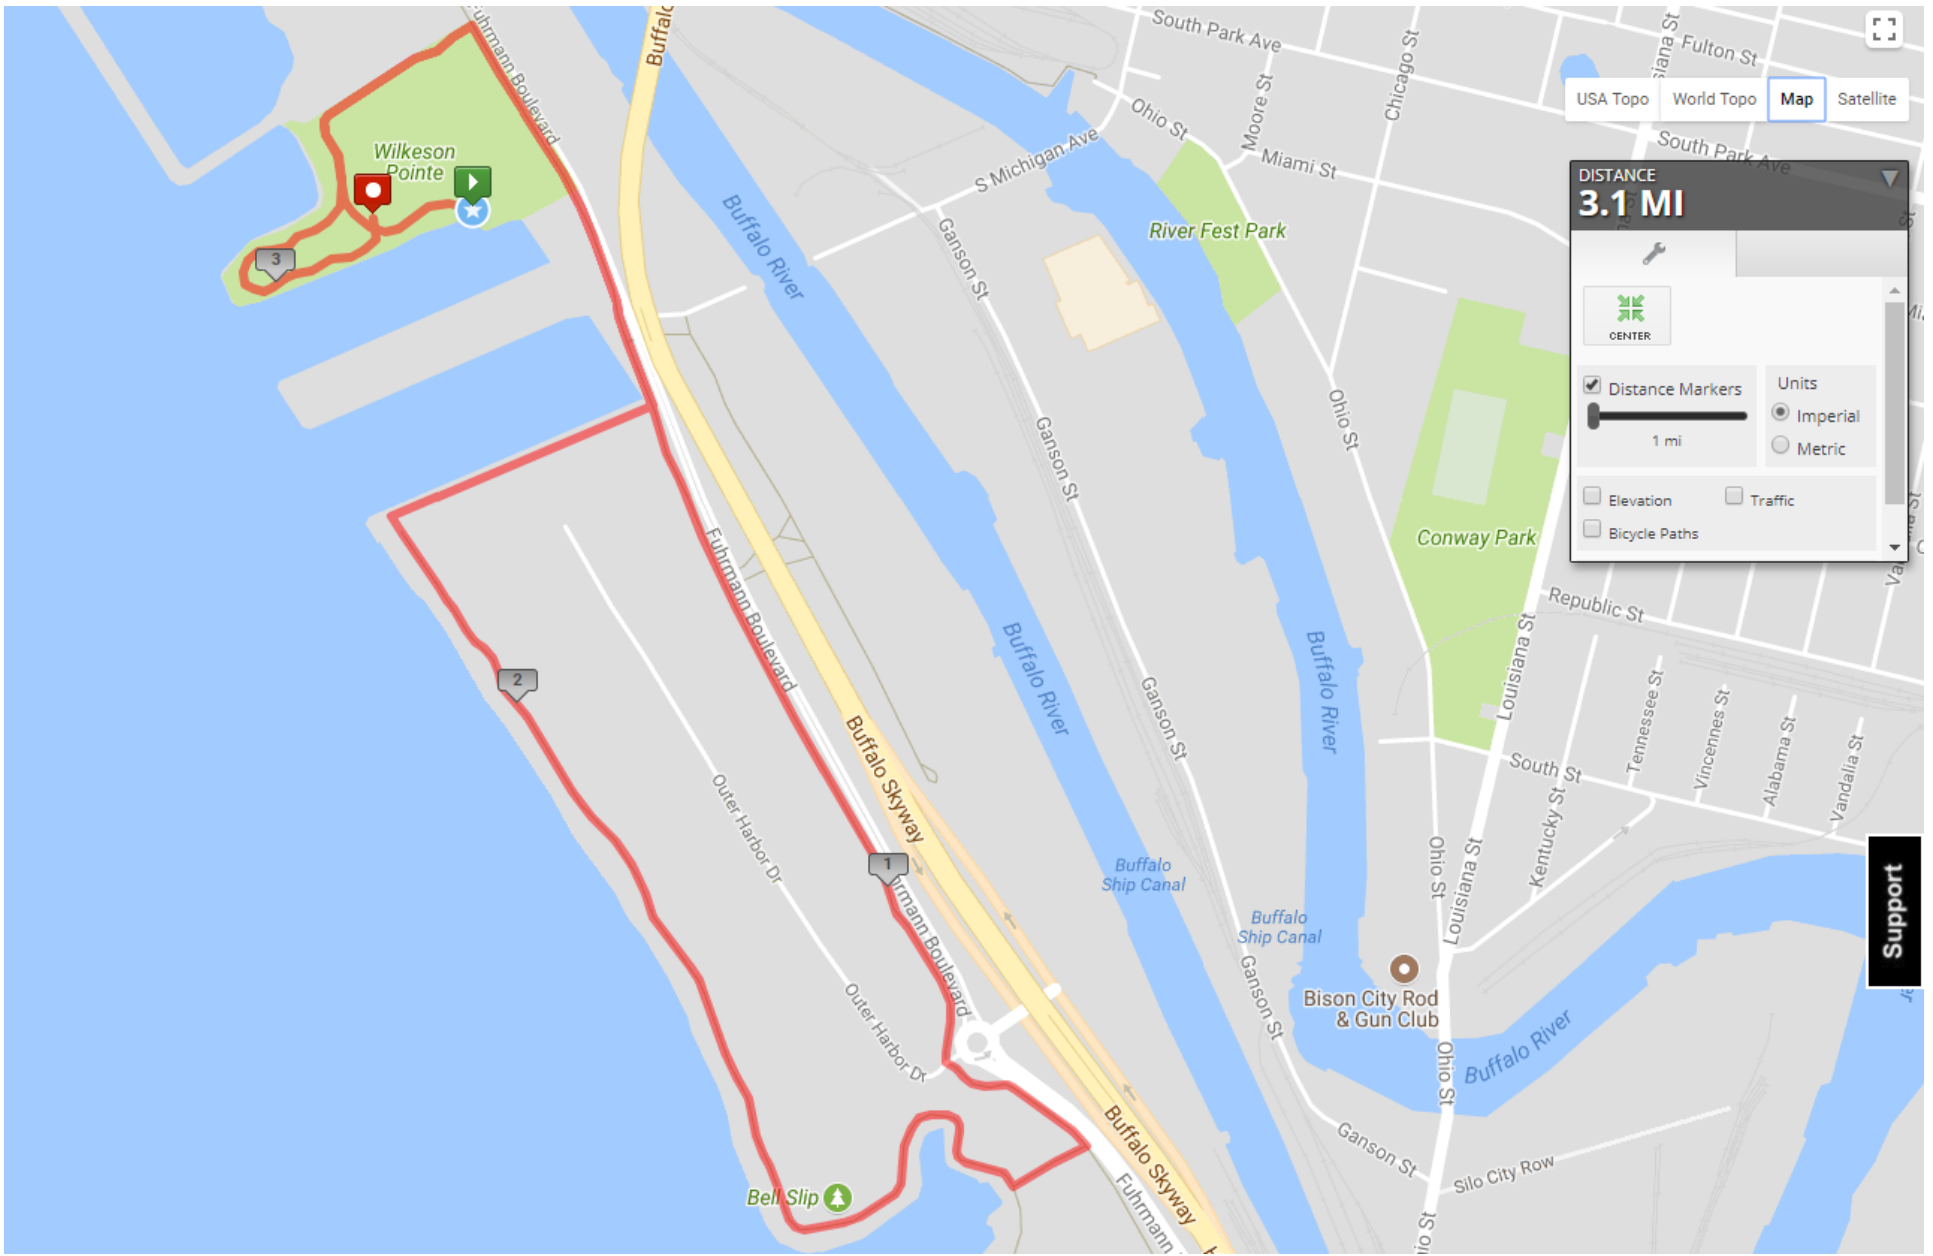 Fuhrmann Boulevard
Buffalo
South Park Ave
Chicago St
Fulton St
USA Topo
World Topo
Map
Satellite
Moore St
Ohio St
S Michigan Ave
Miami St
South Park Ave
DISTANCE
3.1 MI
Wilkeson
Pointe
3
Buffalo River
Ganson St
River Fest Park
CENTER
Distance Markers
1 mi
Units
Imperial
Metric
Elevation
Traffic
Bicycle Paths
Ohio St
Ganson St
Conway Park
Fuhrmann Boulevard
Republic St
Louisiana St
Buffalo River
Buffalo River
2
Ganson St
Tennessee St
Vincennes St
Alabama St
Vandalia St
South St
Kentucky St
Buffalo Skyway
Outer Harbor Dr
1
Ohio St
Louisiana St
Buffalo
Ship Canal
Buffalo
Ship Canal
Support
Fuhrmann Boulevard
Ganson St
Bison City Rod
& Gun Club
Outer Harbor Dr
Buffalo River
Ohio St
Buffalo Skyway
Ganson St
Silo City Row
Bell Slip
Fuhrmann